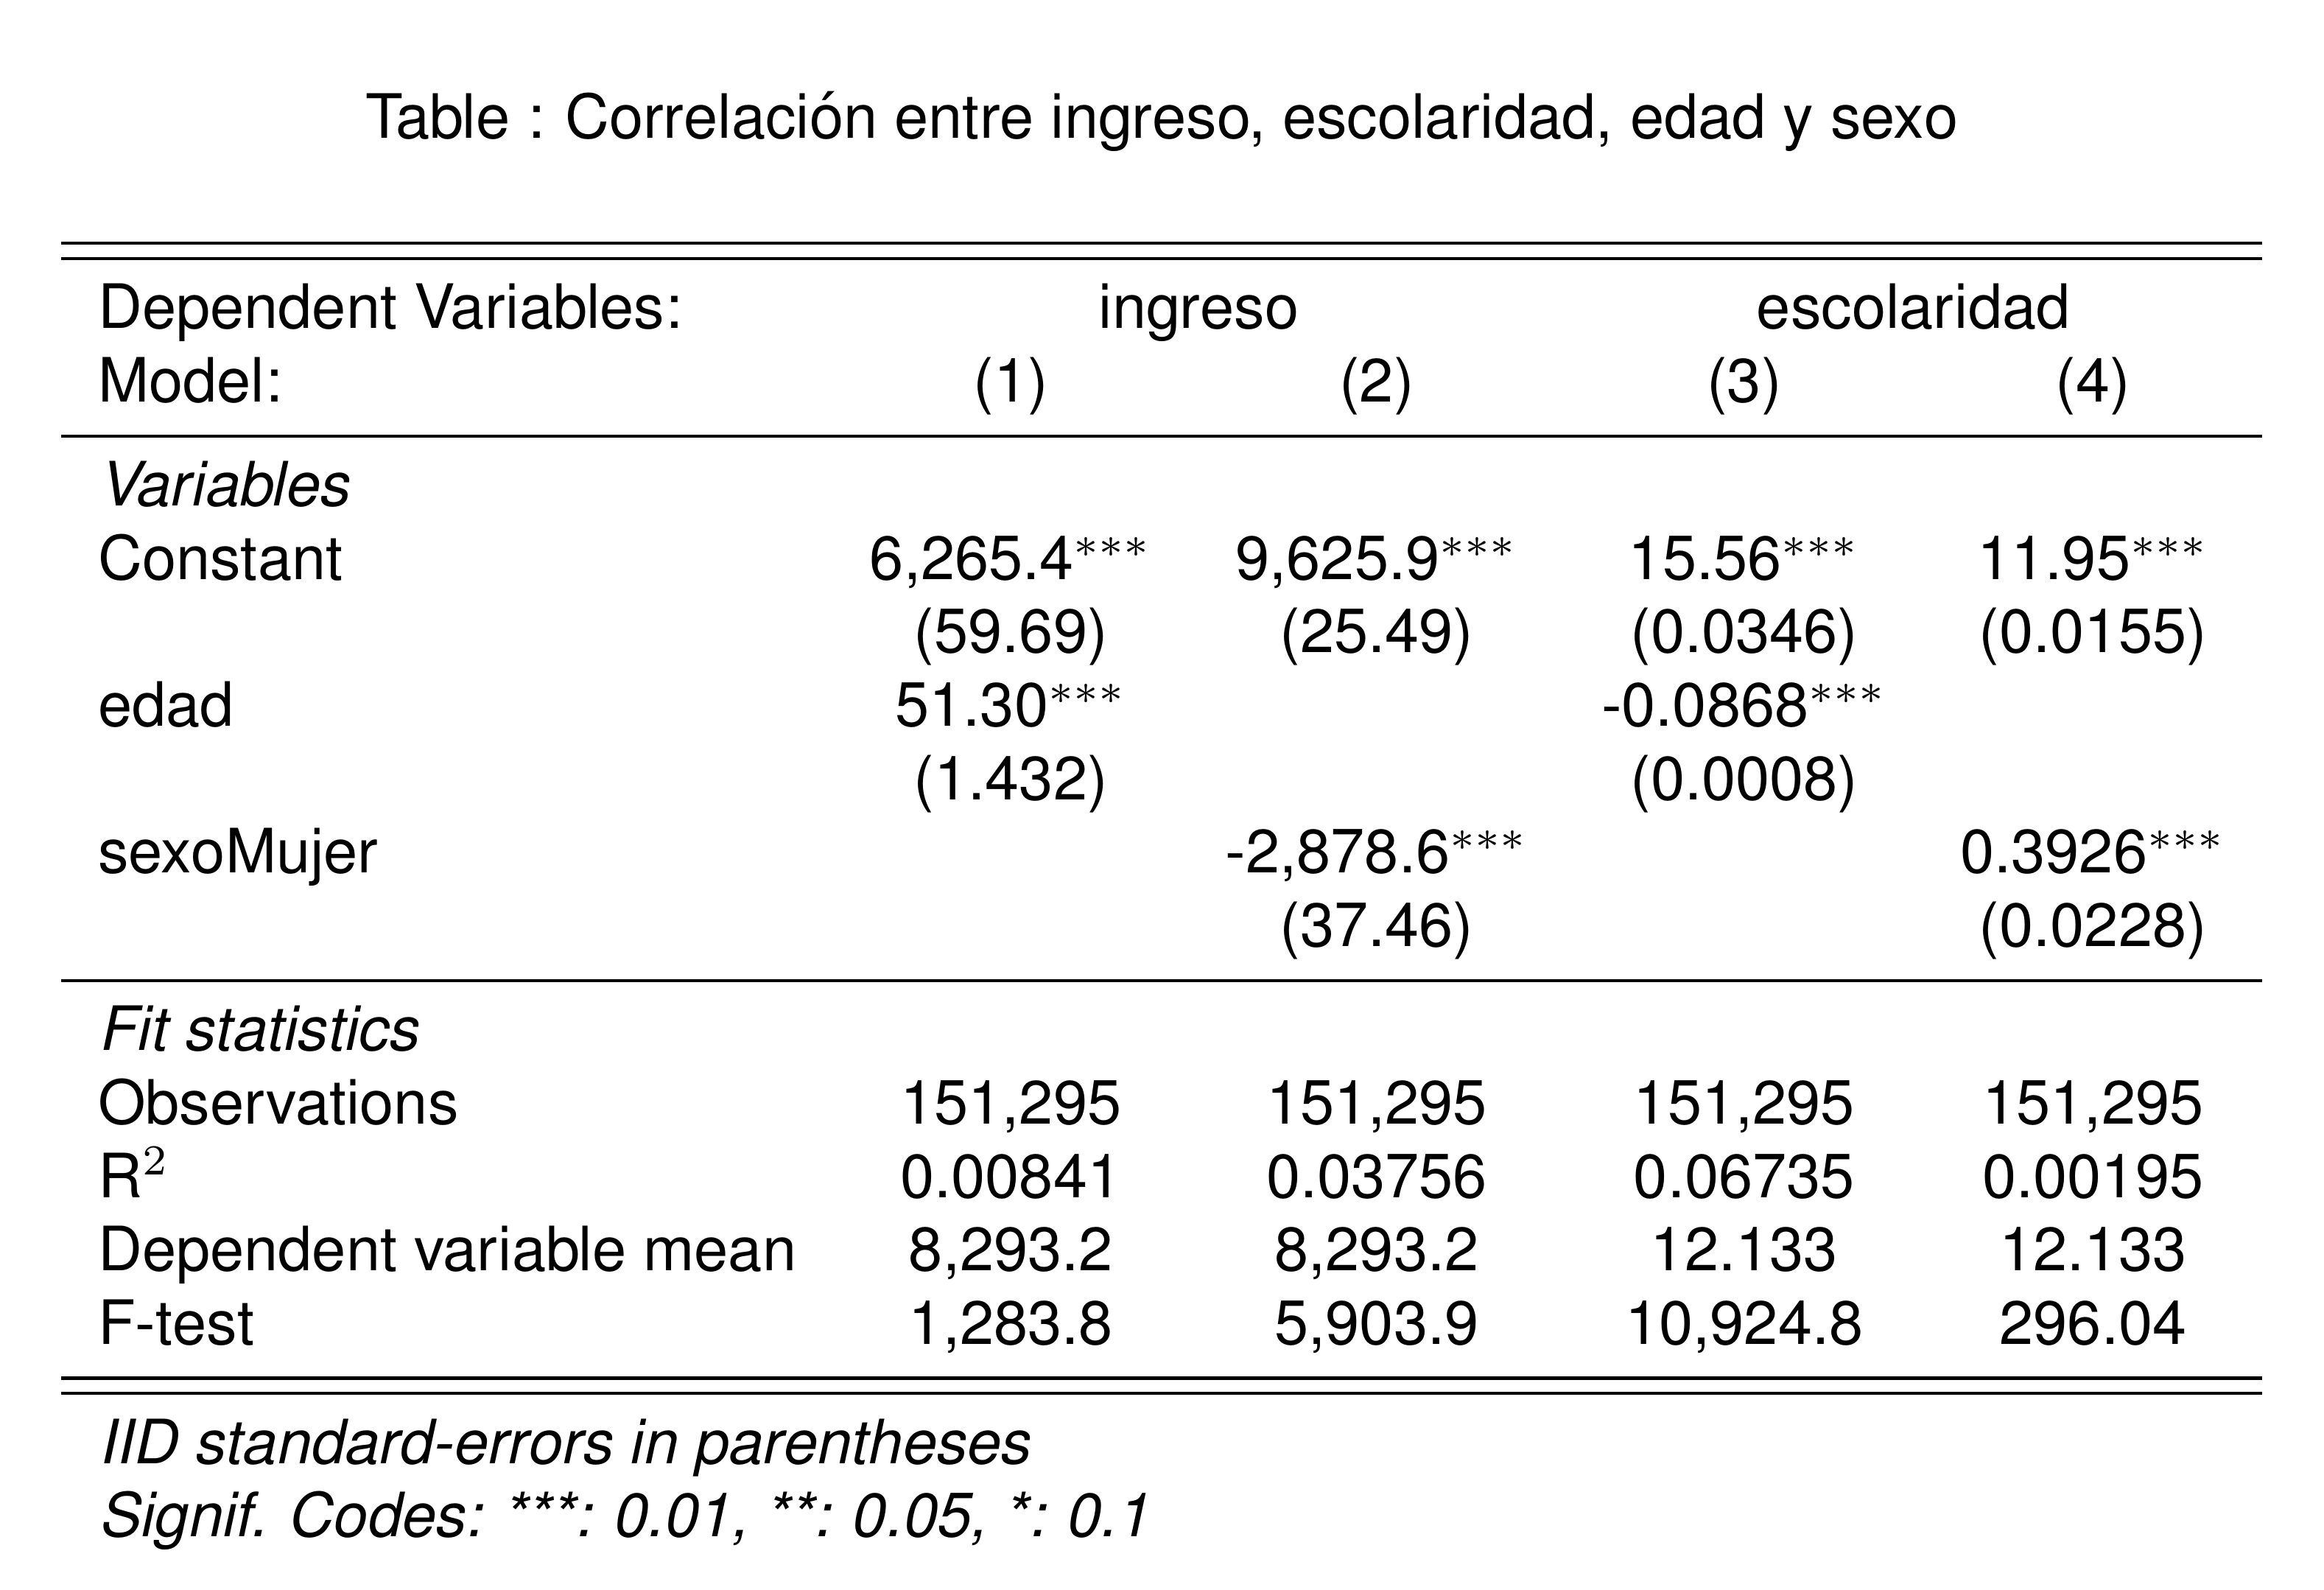 Table : Correlación entre ingreso, escolaridad, edad y sexo
Dependent Variables: ingreso escolaridad
Model: (1) (2) (3) (4)
Variables
Constant 6,265.4*** 9,625.9*** 15.56*** 11.95***
(59.69) (25.49) (0.0346) (0.0155)
edad 51.30*** -0.0868***
(1.432) (0.0008)
sexoMujer -2,878.6*** 0.3926***
(37.46) (0.0228)
Fit statistics
Observations 151,295 151,295 151,295 151,295
R² 0.00841 0.03756 0.06735 0.00195
Dependent variable mean 8,293.2 8,293.2 12.133 12.133
F-test 1,283.8 5,903.9 10,924.8 296.04
IID standard-errors in parentheses
Signif. Codes: ***: 0.01, **: 0.05, *: 0.1